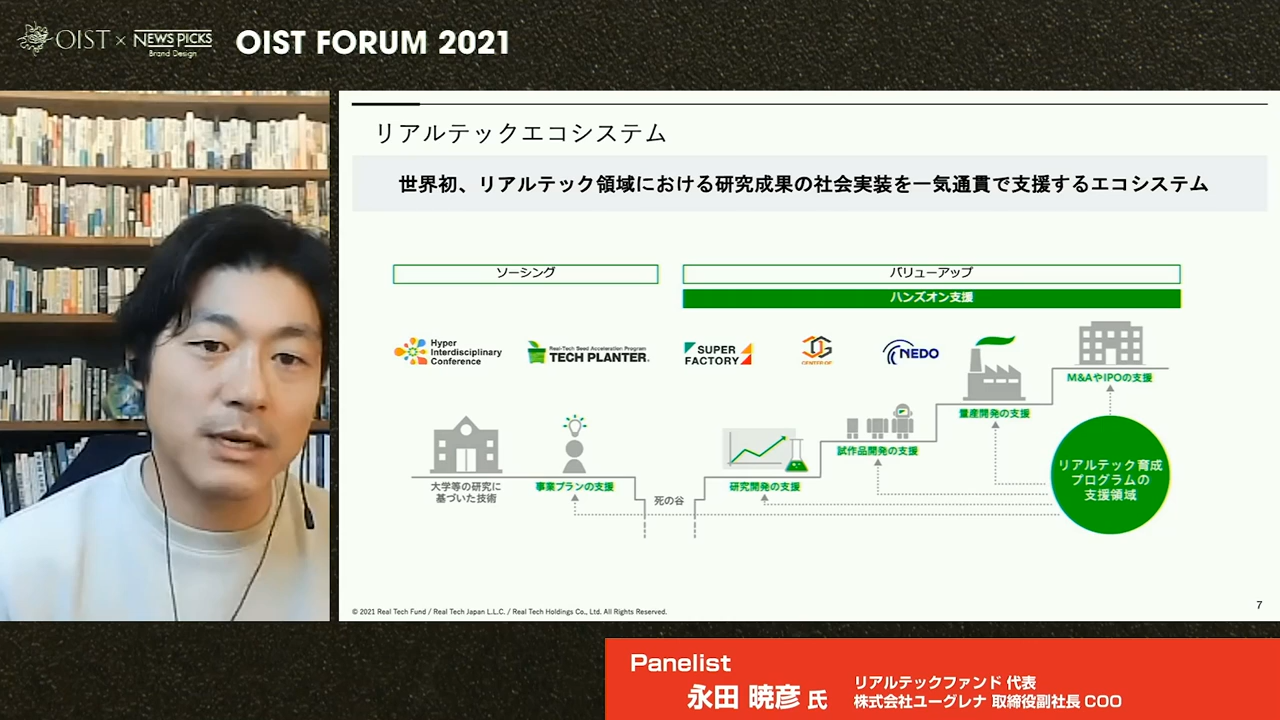 OIST × NEWSPICKS
Brand Design
OIST FORUM 2021
リアルテックエコシステム
世界初、リアルテック領域における研究成果の社会実装を一気通貫で支援するエコシステム
ソーシング
バリューアップ
ハンズオン支援
Hyper
Interdisciplinary
Conference
Real-Tech Seed Acceleration Program
TECH PLANTER
SUPER
FACTORY
CENTER OF
NEDO
M&AやIPOの支援
量産開発の支援
試作品開発の支援
大学等の研究に
基づいた技術
事業プランの支援
死の谷
研究開発の支援
リアルテック育成
プログラムの
支援領域
© 2021 Real Tech Fund / Real Tech Japan L.L.C. / Real Tech Holdings Co., Ltd. All Rights Reserved.
7
Panelist
永田 暁彦 氏
リアルテックファンド 代表
株式会社ユーグレナ 取締役副社長 COO